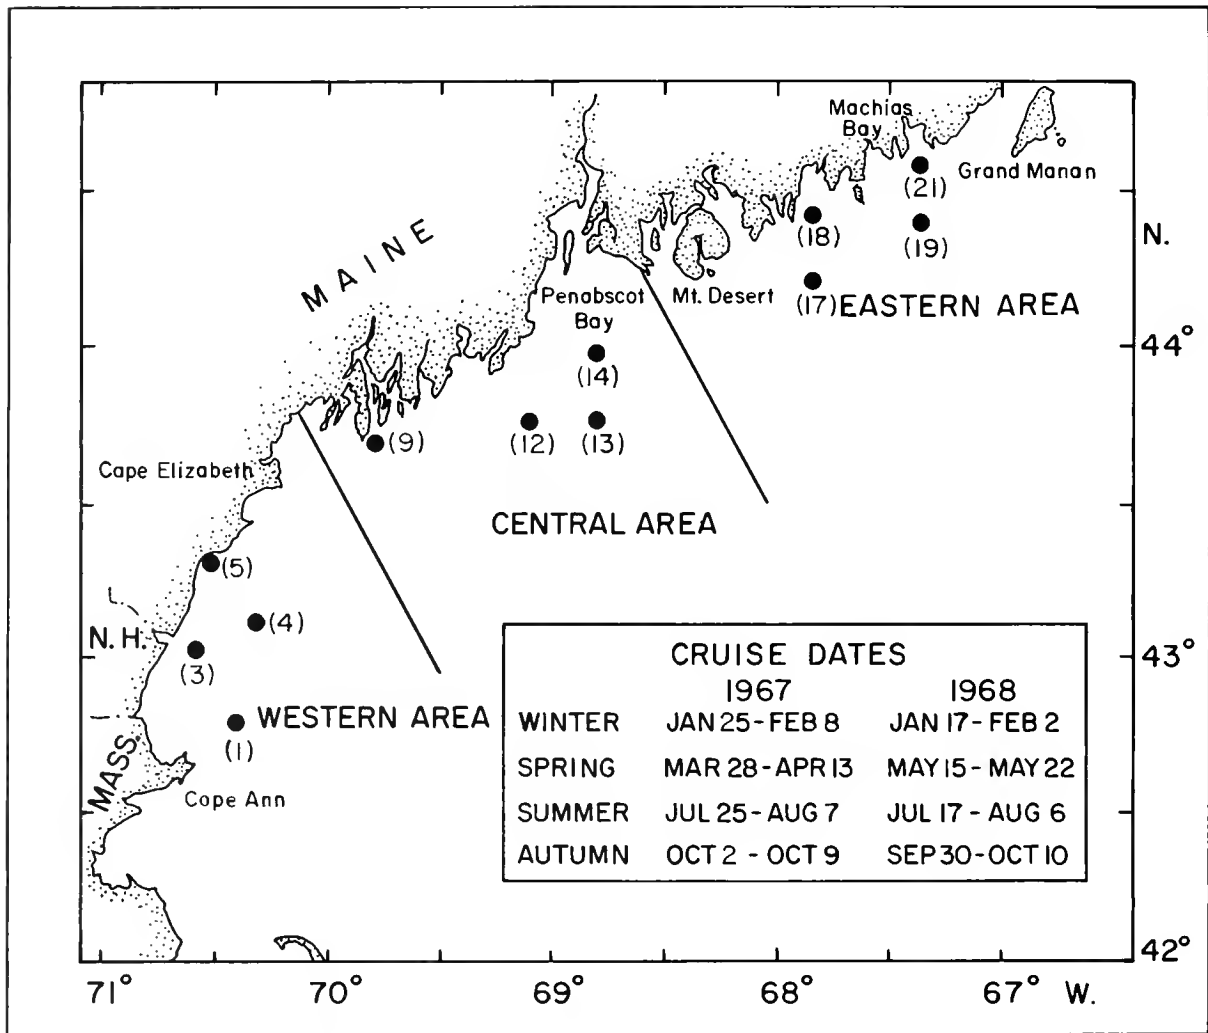 Machias
Bay
Grand Manan
(21)
(18)
(19)
N.
MAINE
Penabscot
Bay
Mt. Desert
(17)
EASTERN AREA
44°
(14)
(9)
(12)
(13)
Cape Elizabeth
CENTRAL AREA
(5)
(4)
N.H.
(3)
43°
WESTERN AREA
(1)
MASS.
Cape Ann
CRUISE DATES
1967 1968
WINTER JAN 25 - FEB 8 JAN 17 - FEB 2
SPRING MAR 28 - APR 13 MAY 15 - MAY 22
SUMMER JUL 25 - AUG 7 JUL 17 - AUG 6
AUTUMN OCT 2 - OCT 9 SEP 30 - OCT 10
42°
71° 70° 69° 68° 67° W.